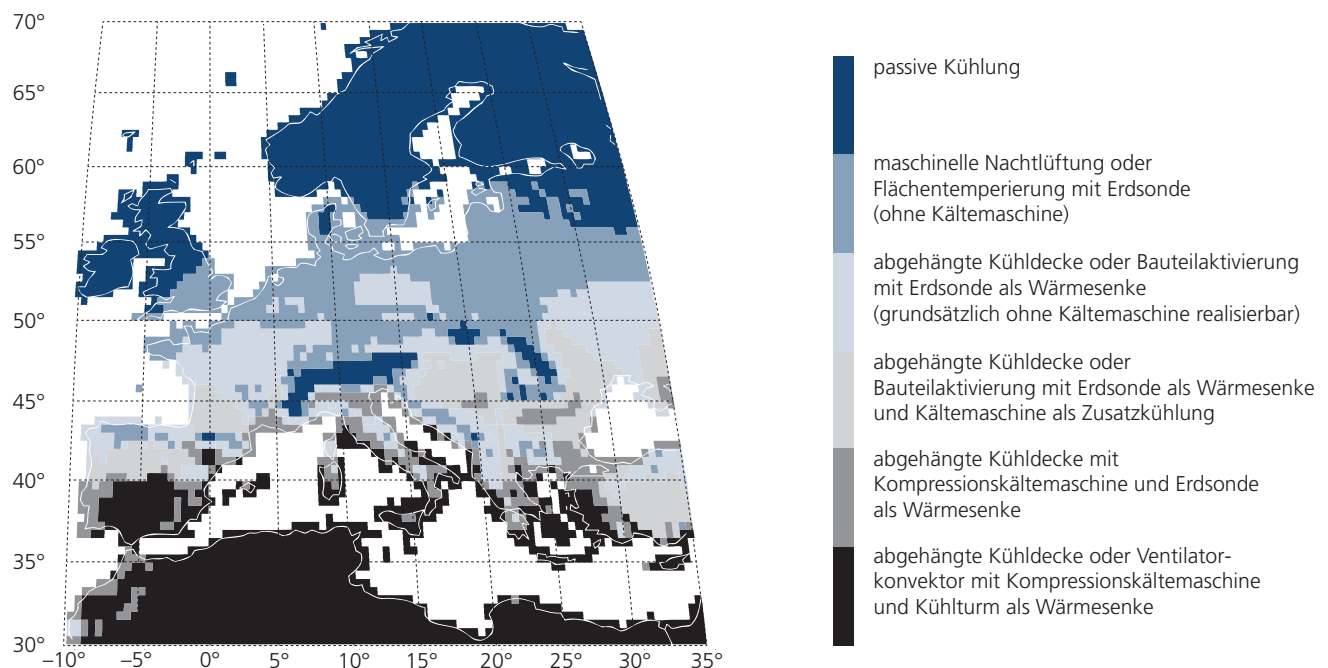 70°
65°
60°
55°
50°
45°
40°
35°
30°
–10° –5° 0° 5° 10° 15° 20° 25° 30° 35°
passive Kühlung
maschinelle Nachtlüftung oder
Flächentemperierung mit Erdsonde
(ohne Kältemaschine)
abgehängte Kühldecke oder Bauteilaktivierung
mit Erdsonde als Wärmesenke
(grundsätzlich ohne Kältemaschine realisierbar)
abgehängte Kühldecke oder
Bauteilaktivierung mit Erdsonde als Wärmesenke
und Kältemaschine als Zusatzkühlung
abgehängte Kühldecke mit
Kompressionskältemaschine und Erdsonde
als Wärmesenke
abgehängte Kühldecke oder Ventilator-
konvektor mit Kompressionskältemaschine
und Kühlturm als Wärmesenke